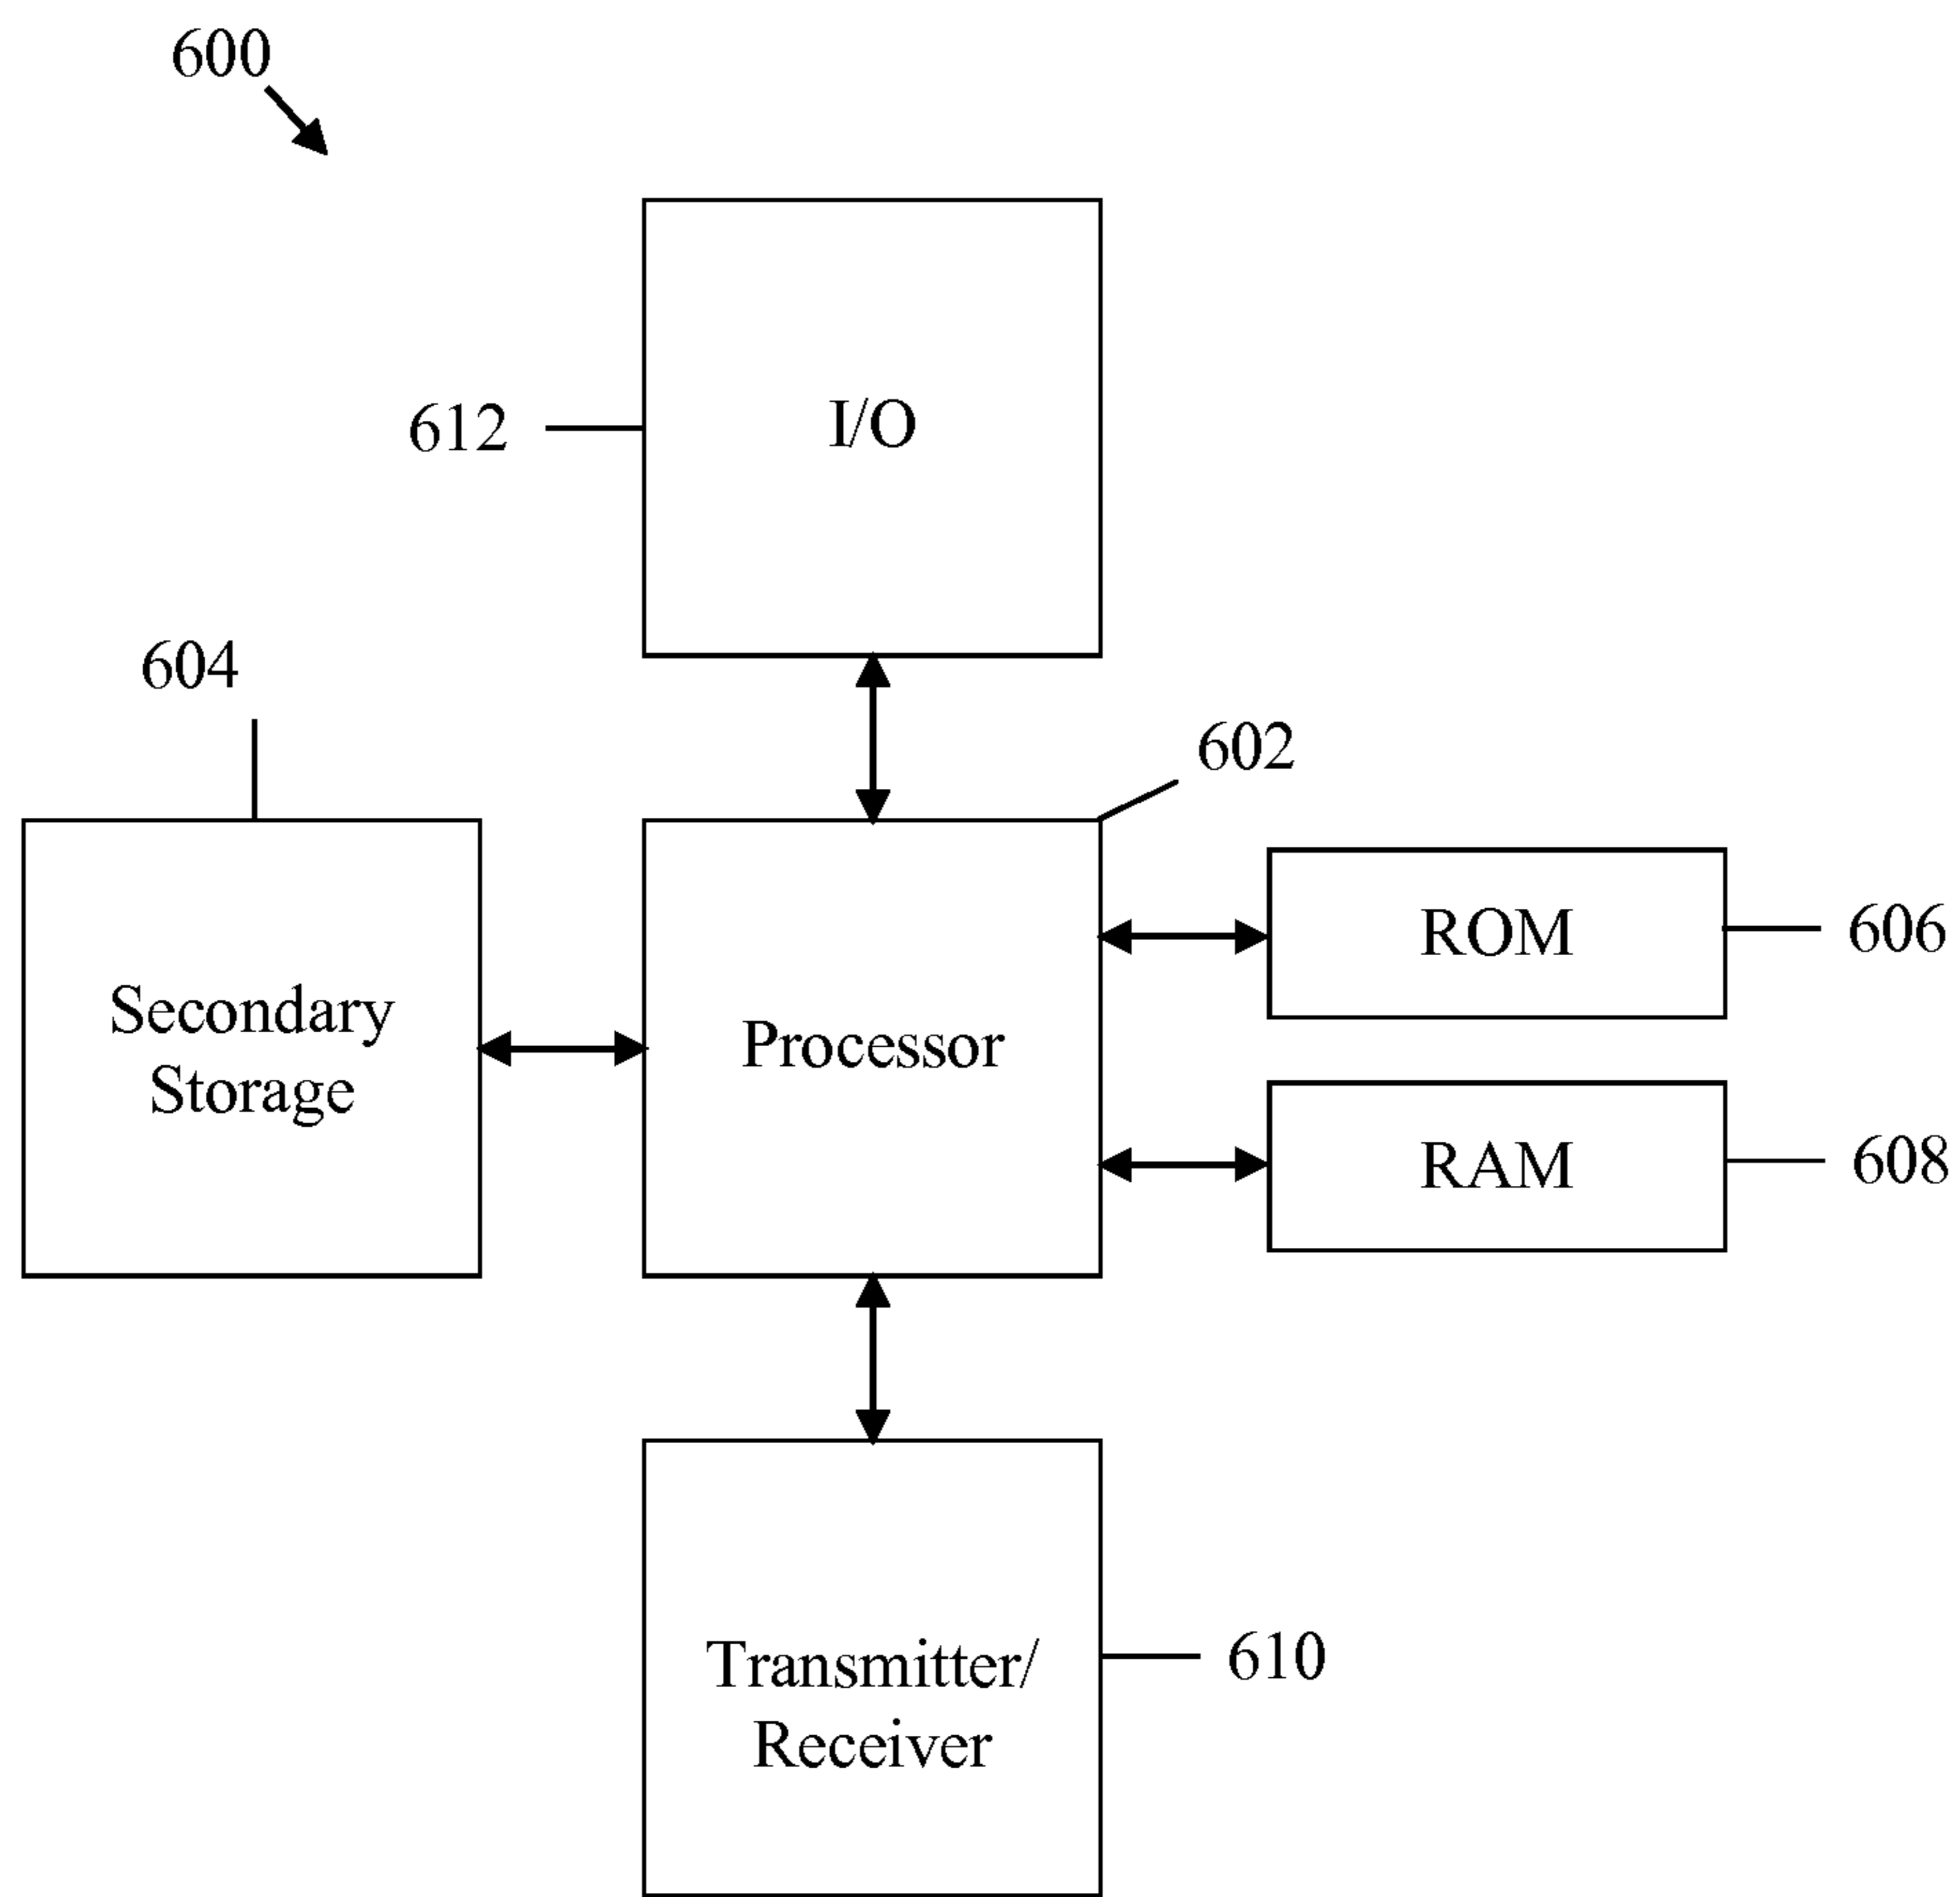 600
I/O
612
604
602
ROM
606
Secondary
Storage
Processor
RAM
608
Transmitter/
Receiver
610